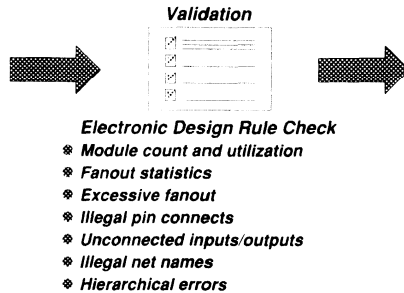 Validation
Electronic Design Rule Check
Module count and utilization
Fanout statistics
Excessive fanout
Illegal pin connects
Unconnected inputs/outputs
Illegal net names
Hierarchical errors